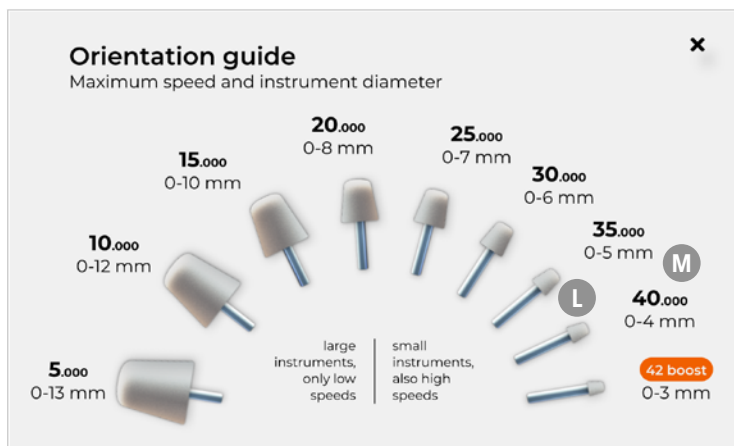 Orientation guide
Maximum speed and instrument diameter
5.000
0-13 mm
10.000
0-12 mm
15.000
0-10 mm
20.000
0-8 mm
25.000
0-7 mm
30.000
0-6 mm
35.000
0-5 mm
M
L
40.000
0-4 mm
42 boost
0-3 mm
large
instruments,
only low
speeds
small
instruments,
also high
speeds